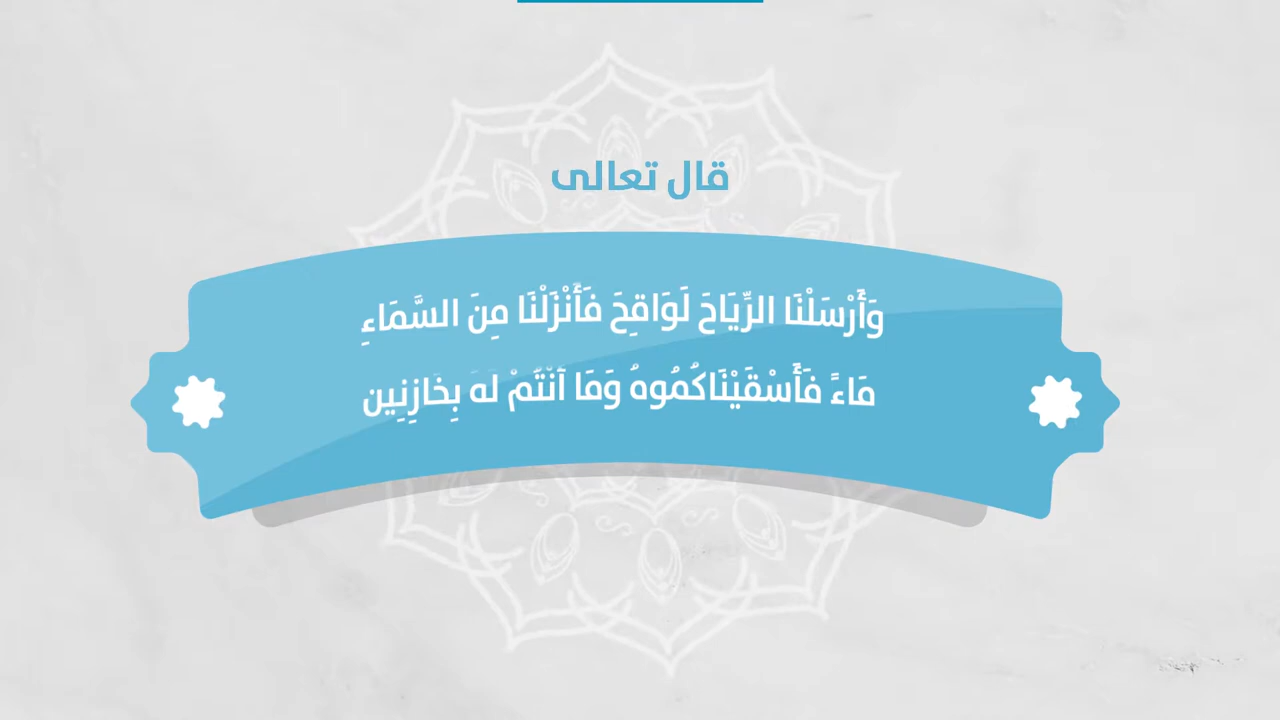 قال تعالى
وَأَرْسَلْنَا الرِّيَاحَ لَوَاقِحَ فَأَنْزَلْنَا مِنَ السَّمَاءِ
مَاءً فَأَسْقَيْنَاكُمُوهُ وَمَا أَنْتُمْ لَهُ بِخَازِنِين